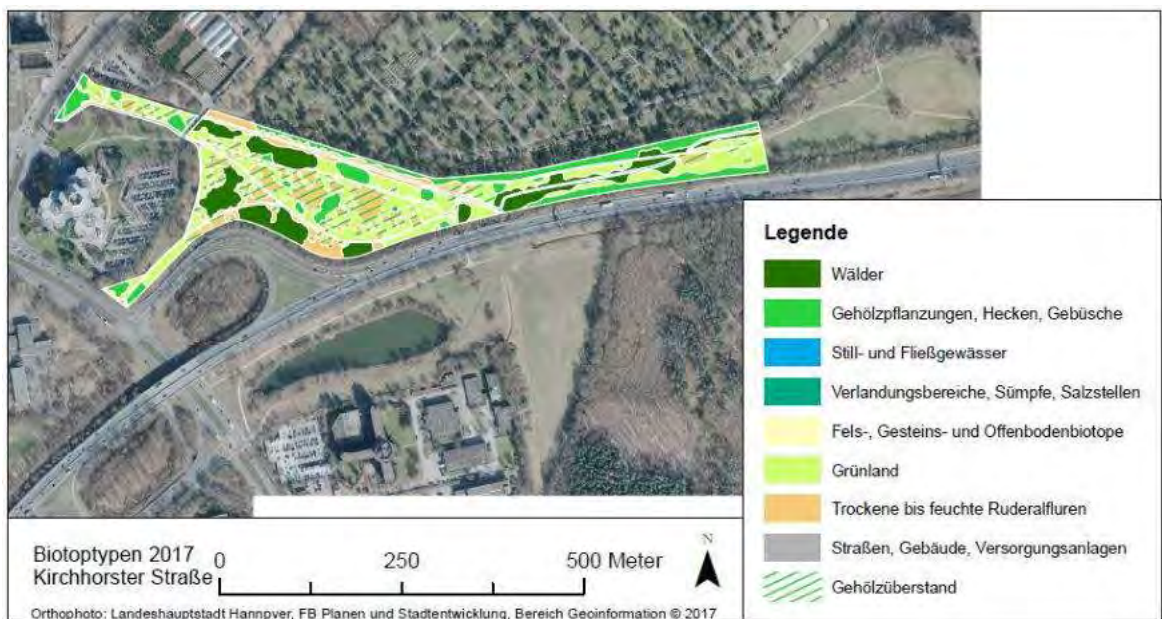 Legende
Wälder
Gehölzpflanzungen, Hecken, Gebüsche
Still- und Fließgewässer
Verlandungsbereiche, Sümpfe, Salzstellen
Fels-, Gesteins- und Offenbodenbiotope
Grünland
Trockene bis feuchte Ruderalfluren
Straßen, Gebäude, Versorgungsanlagen
Gehölzüberstand
Biotoptypen 2017
Kirchhorster Straße
0 250 500 Meter
N
Orthophoto: Landeshauptstadt Hannover, FB Planen und Stadtentwicklung, Bereich Geoinformation © 2017